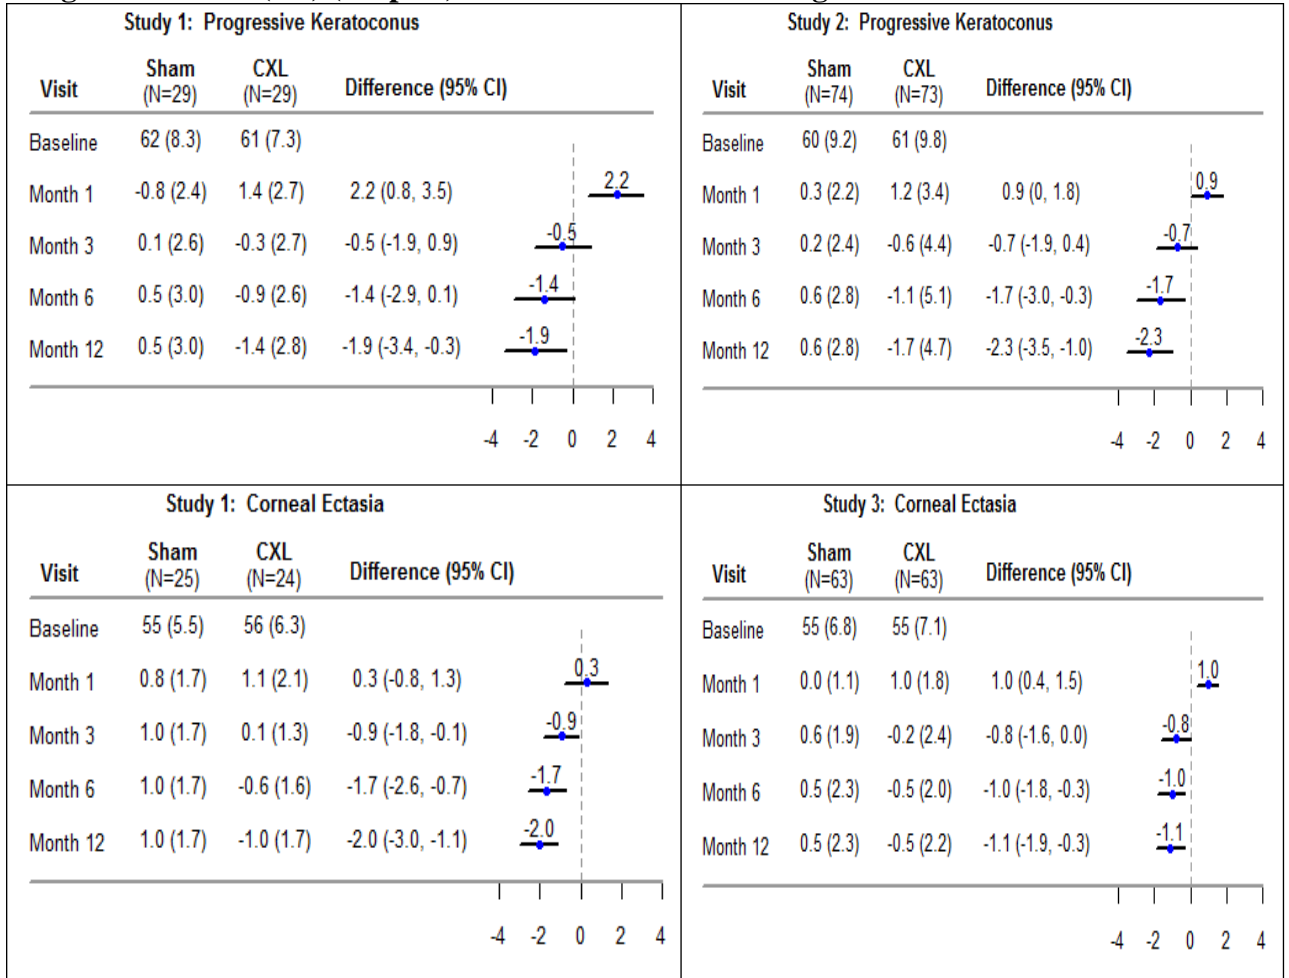 Study 1: Progressive Keratoconus
Visit Sham (N=29) CXL (N=29) Difference (95% CI)
Baseline 62 (8.3) 61 (7.3)
Month 1 -0.8 (2.4) 1.4 (2.7) 2.2 (0.8, 3.5) 2.2
Month 3 0.1 (2.6) -0.3 (2.7) -0.5 (-1.9, 0.9) -0.5
Month 6 0.5 (3.0) -0.9 (2.6) -1.4 (-2.9, 0.1) -1.4
Month 12 0.5 (3.0) -1.4 (2.8) -1.9 (-3.4, -0.3) -1.9
-4 -2 0 2 4
Study 2: Progressive Keratoconus
Visit Sham (N=74) CXL (N=73) Difference (95% CI)
Baseline 60 (9.2) 61 (9.8)
Month 1 0.3 (2.2) 1.2 (3.4) 0.9 (0, 1.8) 0.9
Month 3 0.2 (2.4) -0.6 (4.4) -0.7 (-1.9, 0.4) -0.7
Month 6 0.6 (2.8) -1.1 (5.1) -1.7 (-3.0, -0.3) -1.7
Month 12 0.6 (2.8) -1.7 (4.7) -2.3 (-3.5, -1.0) -2.3
-4 -2 0 2 4
Study 1: Corneal Ectasia
Visit Sham (N=25) CXL (N=24) Difference (95% CI)
Baseline 55 (5.5) 56 (6.3)
Month 1 0.8 (1.7) 1.1 (2.1) 0.3 (-0.8, 1.3) 0.3
Month 3 1.0 (1.7) 0.1 (1.3) -0.9 (-1.8, -0.1) -0.9
Month 6 1.0 (1.7) -0.6 (1.6) -1.7 (-2.6, -0.7) -1.7
Month 12 1.0 (1.7) -1.0 (1.7) -2.0 (-3.0, -1.1) -2.0
-4 -2 0 2 4
Study 3: Corneal Ectasia
Visit Sham (N=63) CXL (N=63) Difference (95% CI)
Baseline 55 (6.8) 55 (7.1)
Month 1 0.0 (1.1) 1.0 (1.8) 1.0 (0.4, 1.5) 1.0
Month 3 0.6 (1.9) -0.2 (2.4) -0.8 (-1.6, 0.0) -0.8
Month 6 0.5 (2.3) -0.5 (2.0) -1.0 (-1.8, -0.3) -1.0
Month 12 0.5 (2.3) -0.5 (2.2) -1.1 (-1.9, -0.3) -1.1
-4 -2 0 2 4